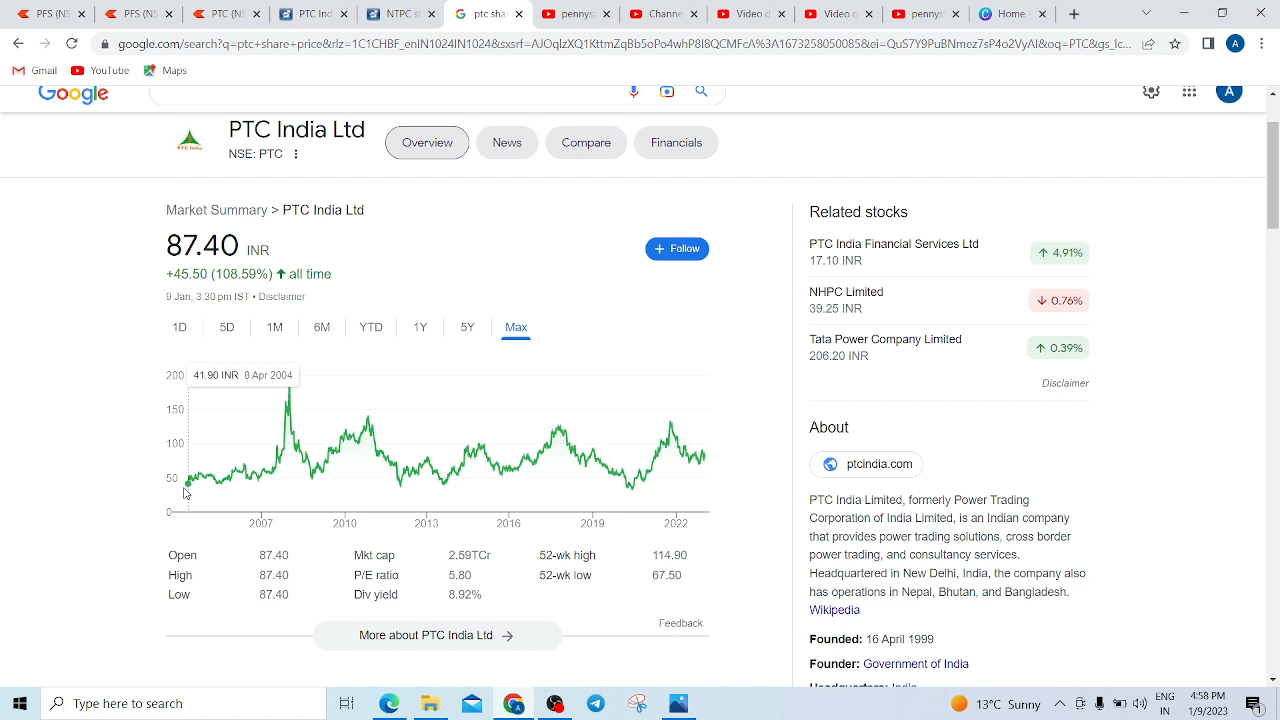 PFS (NS
PFS (NS
PTC (NS
PTC Ind
NTPC sh
ptc shar
pennyst
Channe
Video d
Video o
pennys
Home -
google.com/search?q=ptc+share+price&rlz=1C1CHBF_enIN1024IN1024&sxsrf=AJOqlzXQ1KttmZqBb5oPo4whP8I8QCMFcA%3A1673258050085&ei=QuS7Y9PuBNmez7sP4o2VyAI&oq=PTC&gs_lc...
A
Gmail
YouTube
Maps
Google
A
PTC India
PTC India Ltd
NSE: PTC
Overview
News
Compare
Financials
Market Summary > PTC India Ltd
87.40 INR
Follow
+45.50 (108.59%) all time
9 Jan, 3.30 pm IST • Disclaimer
1D
5D
1M
6M
YTD
1Y
5Y
Max
41.90 INR 8 Apr 2004
200
150
100
50
0
2007
2010
2013
2016
2019
2022
Open 87.40 Mkt cap 2.59TCr 52-wk high 114.90
High 87.40 P/E ratio 5.80 52-wk low 67.50
Low 87.40 Div yield 8.92%
Feedback
More about PTC India Ltd
Related stocks
PTC India Financial Services Ltd
17.10 INR
4.91%
NHPC Limited
39.25 INR
0.76%
Tata Power Company Limited
206.20 INR
0.39%
Disclaimer
About
ptcindia.com
PTC India Limited, formerly Power Trading
Corporation of India Limited, is an Indian company
that provides power trading solutions, cross border
power trading, and consultancy services.
Headquartered in New Delhi, India, the company also
has operations in Nepal, Bhutan, and Bangladesh.
Wikipedia
Founded: 16 April 1999
Founder: Government of India
Headquarters: India
Type here to search
13°C Sunny
ENG
IN
4:58 PM
1/9/2023
1